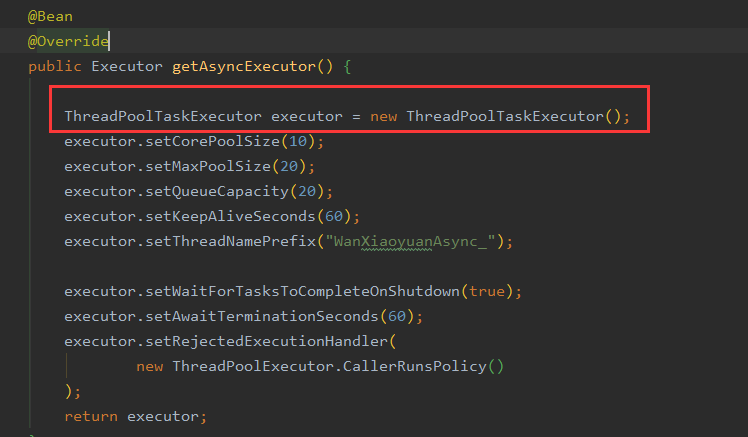 @Bean
@Override
public Executor getAsyncExecutor() {
ThreadPoolTaskExecutor executor = new ThreadPoolTaskExecutor();
executor.setCorePoolSize(10);
executor.setMaxPoolSize(20);
executor.setQueueCapacity(20);
executor.setKeepAliveSeconds(60);
executor.setThreadNamePrefix("WanXiaoyuanAsync_");
executor.setWaitForTasksToCompleteOnShutdown(true);
executor.setAwaitTerminationSeconds(60);
executor.setRejectedExecutionHandler(
new ThreadPoolExecutor.CallerRunsPolicy()
);
return executor;